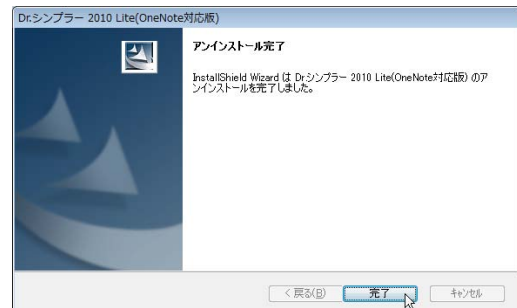 Dr.シンプラー 2010 Lite(OneNote対応版)
アンインストール完了
InstallShield Wizard は Dr.シンプラー 2010 Lite(OneNote対応版) のア
ンインストールを完了しました。
< 戻る(B)
完了
キャンセル